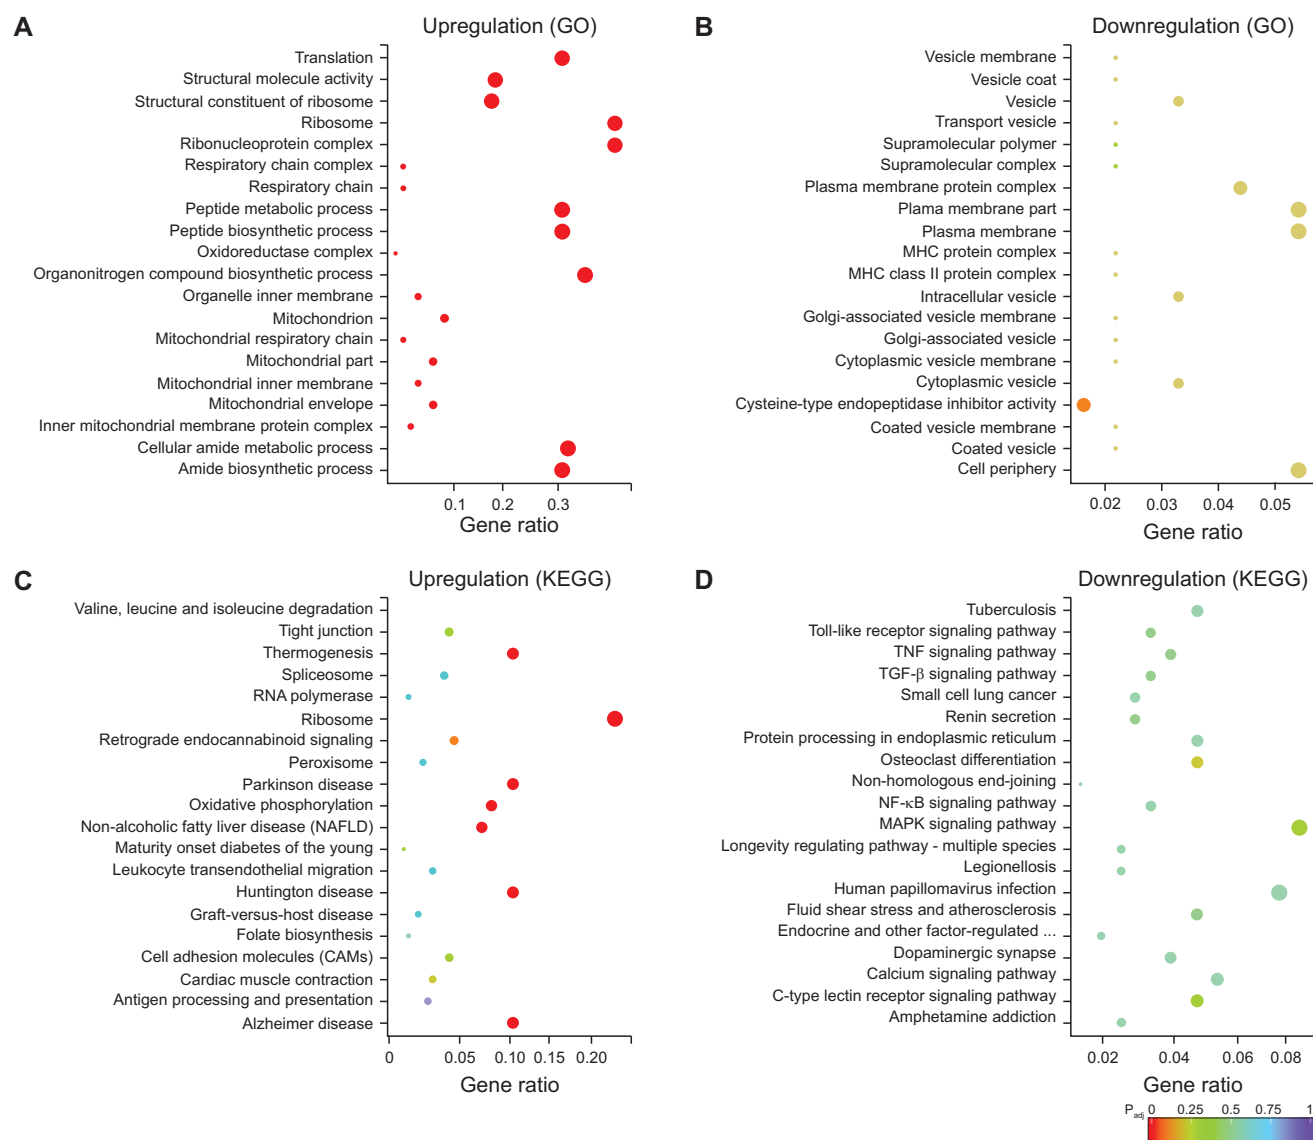 A
Upregulation (GO)
Translation
Structural molecule activity
Structural constituent of ribosome
Ribosome
Ribonucleoprotein complex
Respiratory chain complex
Respiratory chain
Peptide metabolic process
Peptide biosynthetic process
Oxidoreductase complex
Organonitrogen compound biosynthetic process
Organelle inner membrane
Mitochondrion
Mitochondrial respiratory chain
Mitochondrial part
Mitochondrial inner membrane
Mitochondrial envelope
Inner mitochondrial membrane protein complex
Cellular amide metabolic process
Amide biosynthetic process
0.1 0.2 0.3
Gene ratio
B
Downregulation (GO)
Vesicle membrane
Vesicle coat
Vesicle
Transport vesicle
Supramolecular polymer
Supramolecular complex
Plasma membrane protein complex
Plama membrane part
Plasma membrane
MHC protein complex
MHC class II protein complex
Intracellular vesicle
Golgi-associated vesicle membrane
Golgi-associated vesicle
Cytoplasmic vesicle membrane
Cytoplasmic vesicle
Cysteine-type endopeptidase inhibitor activity
Coated vesicle membrane
Coated vesicle
Cell periphery
0.02 0.03 0.04 0.05
Gene ratio
C
Upregulation (KEGG)
Valine, leucine and isoleucine degradation
Tight junction
Thermogenesis
Spliceosome
RNA polymerase
Ribosome
Retrograde endocannabinoid signaling
Peroxisome
Parkinson disease
Oxidative phosphorylation
Non-alcoholic fatty liver disease (NAFLD)
Maturity onset diabetes of the young
Leukocyte transendothelial migration
Huntington disease
Graft-versus-host disease
Folate biosynthesis
Cell adhesion molecules (CAMs)
Cardiac muscle contraction
Antigen processing and presentation
Alzheimer disease
0 0.05 0.10 0.15 0.20
Gene ratio
D
Downregulation (KEGG)
Tuberculosis
Toll-like receptor signaling pathway
TNF signaling pathway
TGF-β signaling pathway
Small cell lung cancer
Renin secretion
Protein processing in endoplasmic reticulum
Osteoclast differentiation
Non-homologous end-joining
NF-κB signaling pathway
MAPK signaling pathway
Longevity regulating pathway - multiple species
Legionellosis
Human papillomavirus infection
Fluid shear stress and atherosclerosis
Endocrine and other factor-regulated ...
Dopaminergic synapse
Calcium signaling pathway
C-type lectin receptor signaling pathway
Amphetamine addiction
0.02 0.04 0.06 0.08
Gene ratio
Padj 0 0.25 0.5 0.75 1